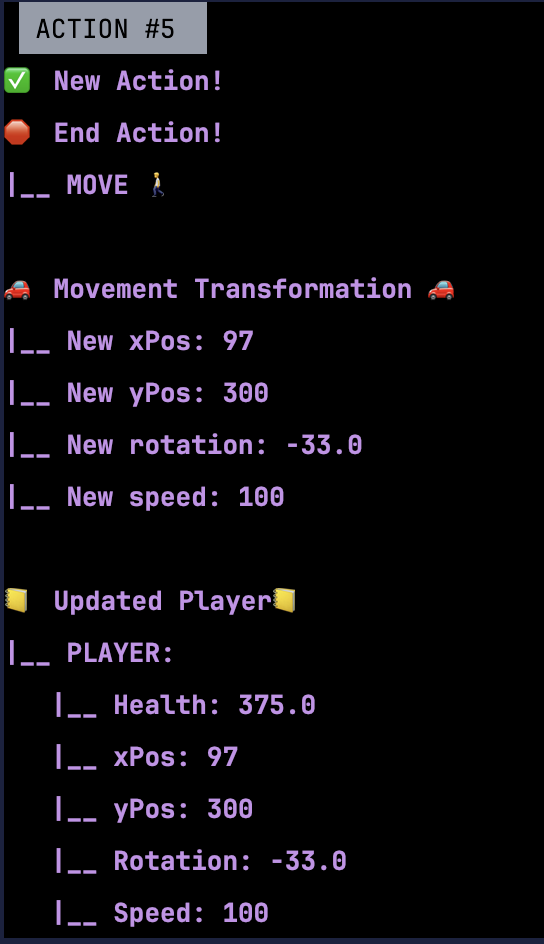 ACTION #5
✅ New Action!
🛑 End Action!
|__ MOVE 🚶
🚗 Movement Transformation 🚗
|__ New xPos: 97
|__ New yPos: 300
|__ New rotation: -33.0
|__ New speed: 100
📒 Updated Player📒
|__ PLAYER:
   |__ Health: 375.0
   |__ xPos: 97
   |__ yPos: 300
   |__ Rotation: -33.0
   |__ Speed: 100